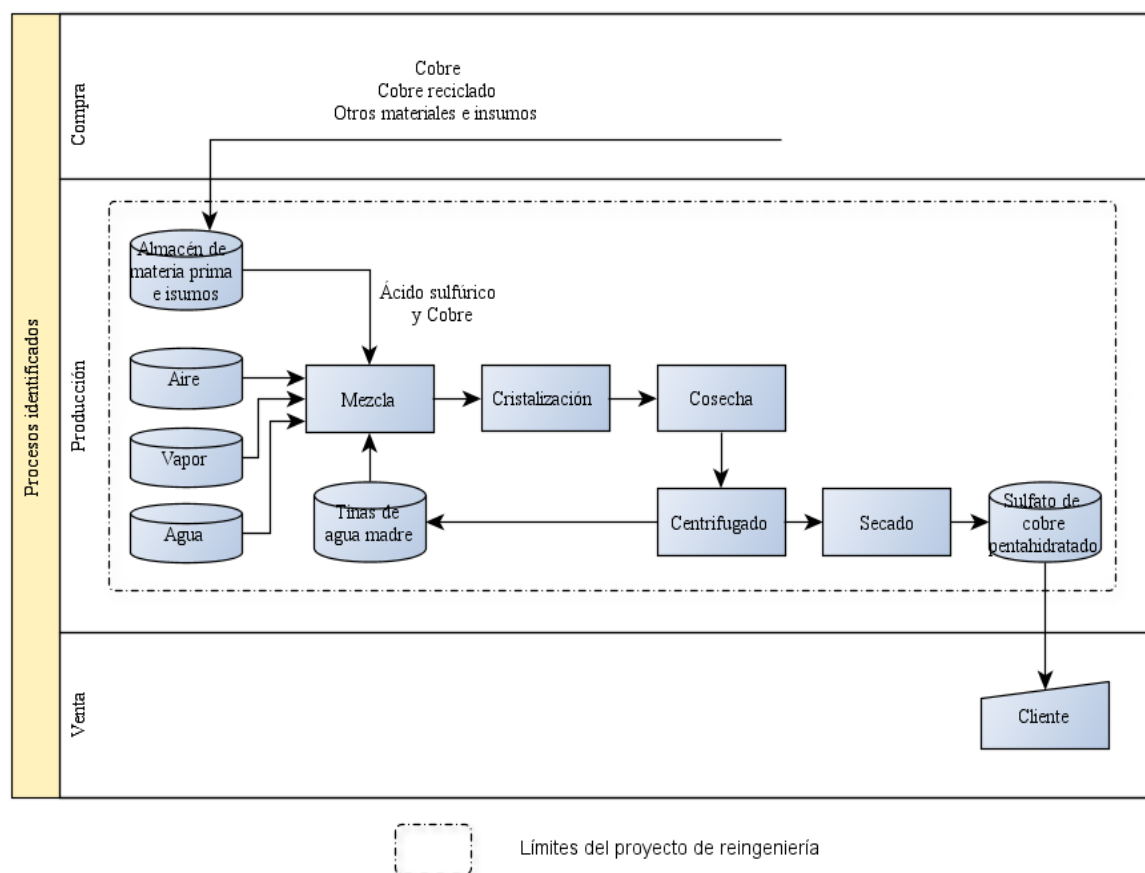 Procesos identificados
Compra
Cobre
Cobre reciclado
Otros materiales e insumos
Producción
Almacén de
materia prima
e isumos
Ácido sulfúrico
y Cobre
Aire
Mezcla
Cristalización
Cosecha
Vapor
Agua
Tinas de
agua madre
Centrifugado
Secado
Sulfato de
cobre
pentahidratado
Venta
Cliente
Límites del proyecto de reingeniería